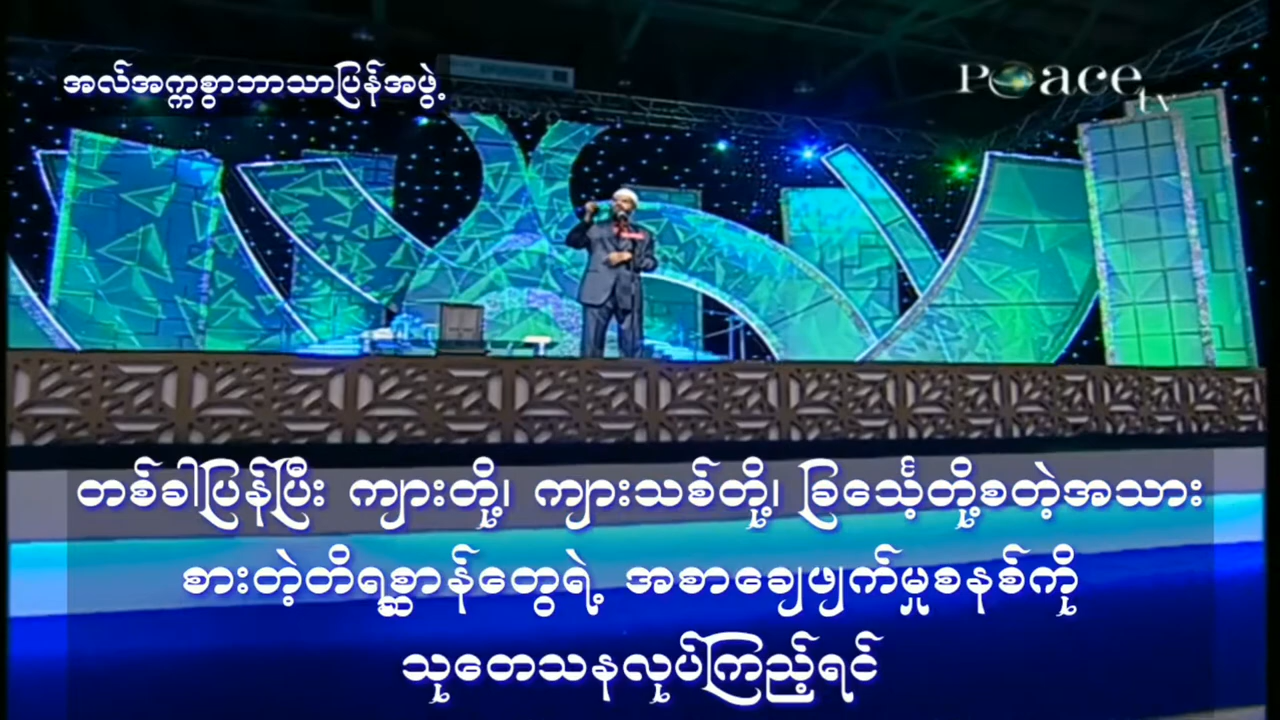 အလ်အက္ကစွာဘာသာပြန်အဖွဲ့
Peace tv
တစ်ခါပြန်ပြီး ကျားတို့၊ ကျားသစ်တို့၊ ခြင်္သေ့တို့စတဲ့အသား
စားတဲ့တိရစ္ဆာန်တွေရဲ့ အစာချေဖျက်မှုစနစ်ကို
သုတေသနလုပ်ကြည့်ရင်